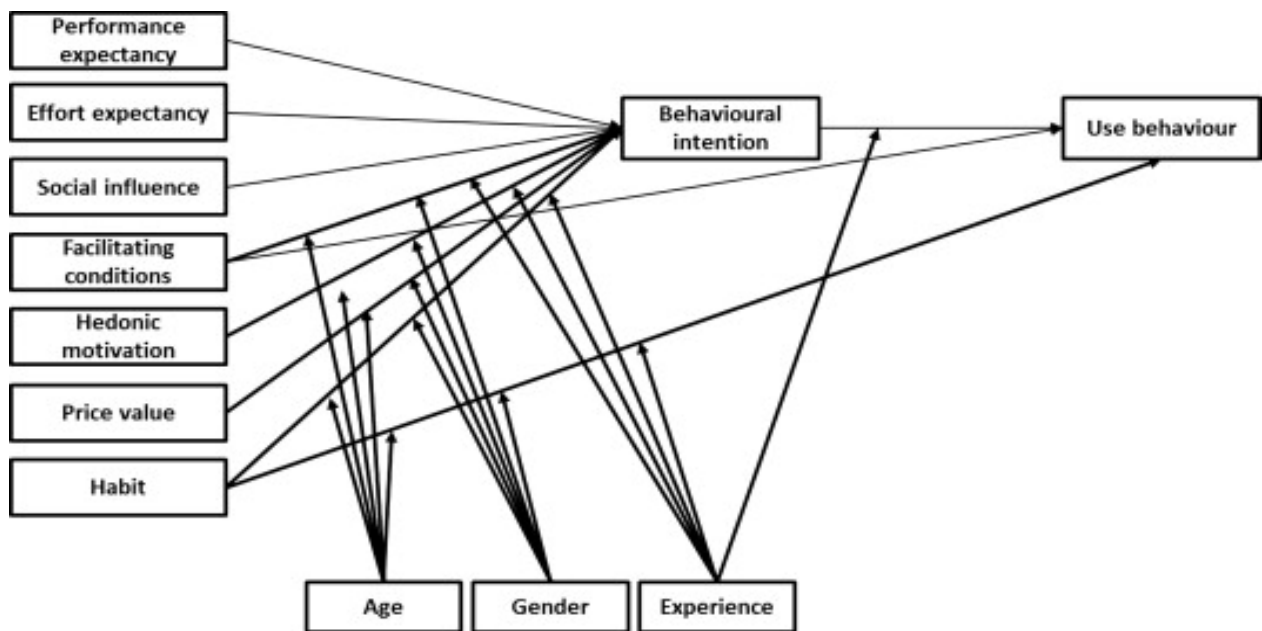 Performance
expectancy
Effort expectancy
Social influence
Facilitating
conditions
Hedonic
motivation
Price value
Habit
Behavioural
intention
Use behaviour
Age
Gender
Experience